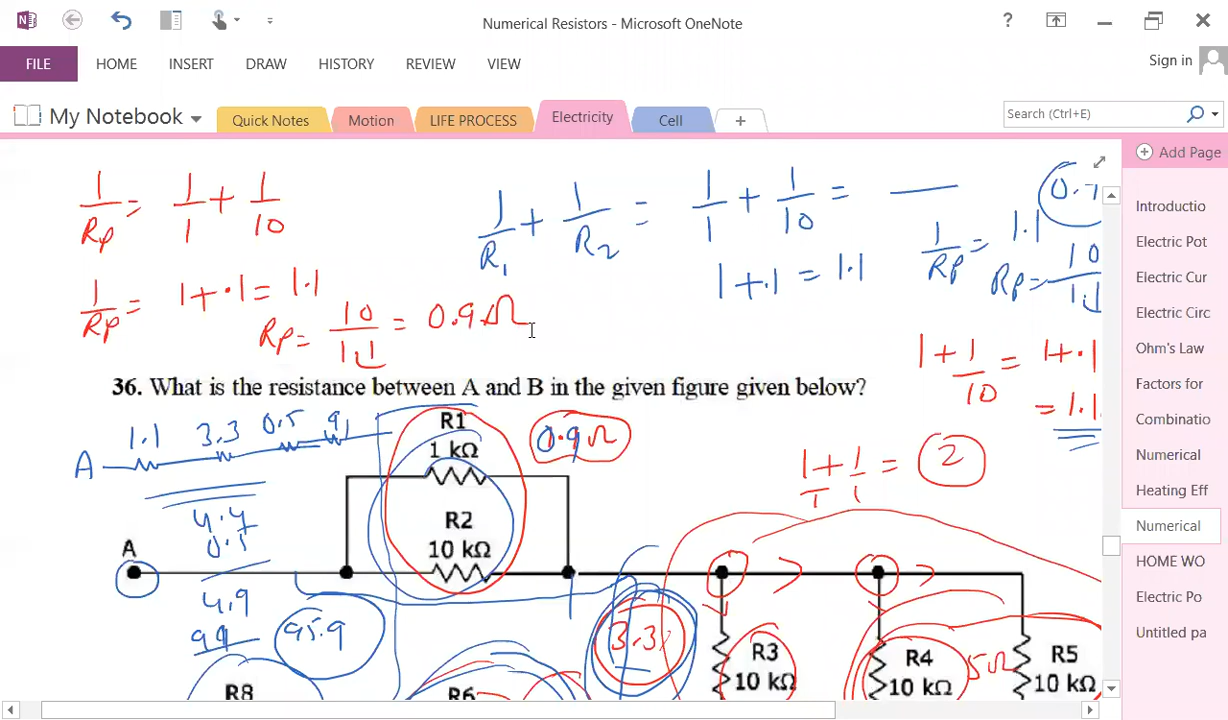 Numerical Resistors - Microsoft OneNote
Sign in
FILE HOME INSERT DRAW HISTORY REVIEW VIEW
My Notebook
Quick Notes
Motion
LIFE PROCESS
Electricity
Cell
Search (Ctrl+E)
Add Page
Introductio
Electric Pot
Electric Cur
Electric Circ
Ohm's Law
Factors for
Combinatio
Numerical
Heating Eff
Numerical
HOME WO
Electric Po
Untitled pa
1/Rp = 1/1 + 1/10
1/Rp = 1+.1 = 1.1
Rp = 10/11 = 0.9 Ω
1/R1 + 1/R2 = 1/1 + 1/10 =
1+.1 = 1.1
1/Rp = 1.1
1 + 1/10 = 1+.1
= 1.1
36. What is the resistance between A and B in the given figure given below?
1.1 3.3 0.5
A
4.4
0.5
4.9
95.9
R1
1 kΩ
R2
10 kΩ
0.9 Ω
1/1 + 1/1 = 2
A
3.3
R3
10 kΩ
R4
10 kΩ
5Ω
R5
10 kΩ
R8
R6